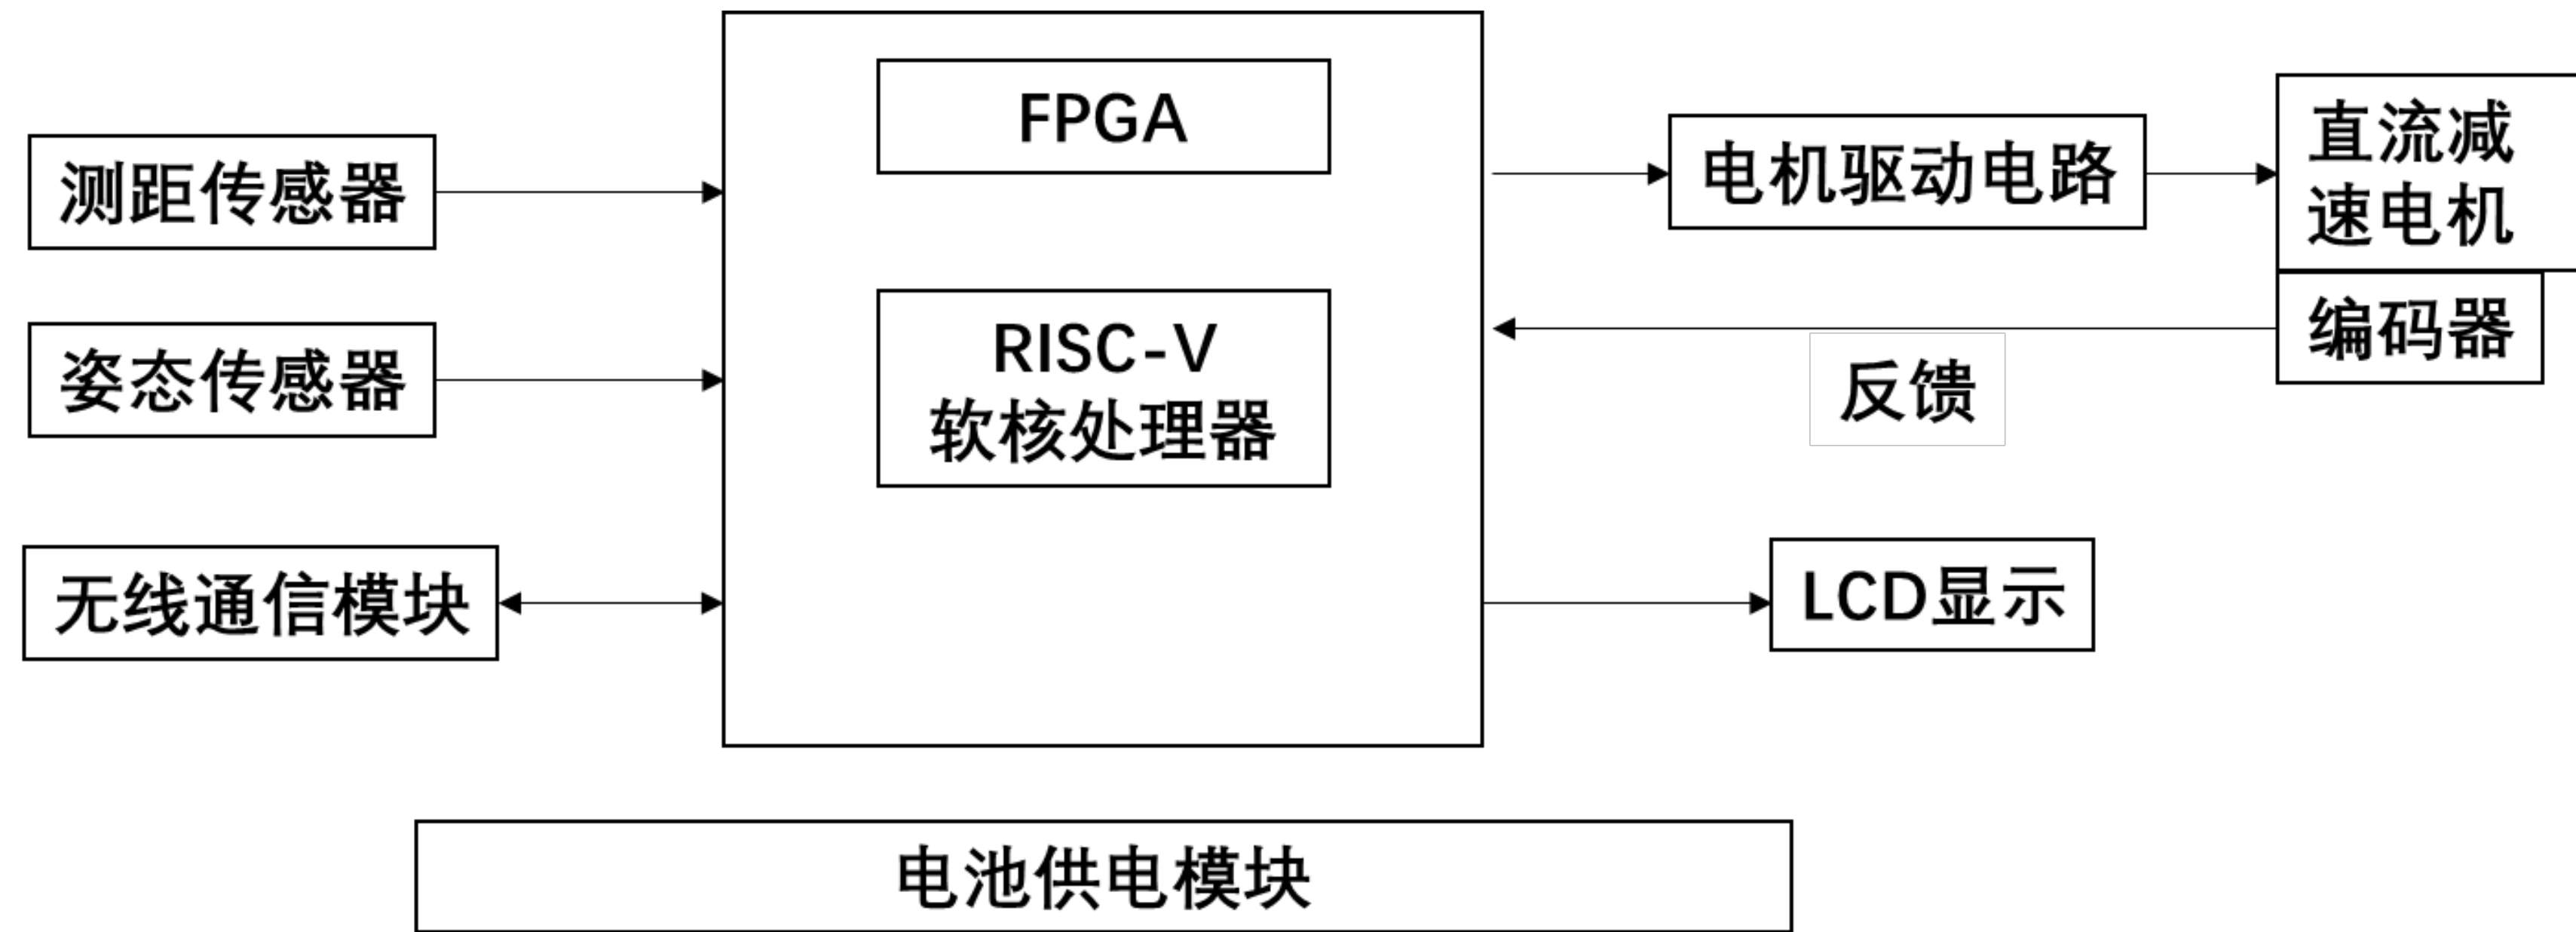 测距传感器
姿态传感器
无线通信模块
FPGA
RISC-V
软核处理器
电机驱动电路
直流减
速电机
编码器
反馈
LCD显示
电池供电模块